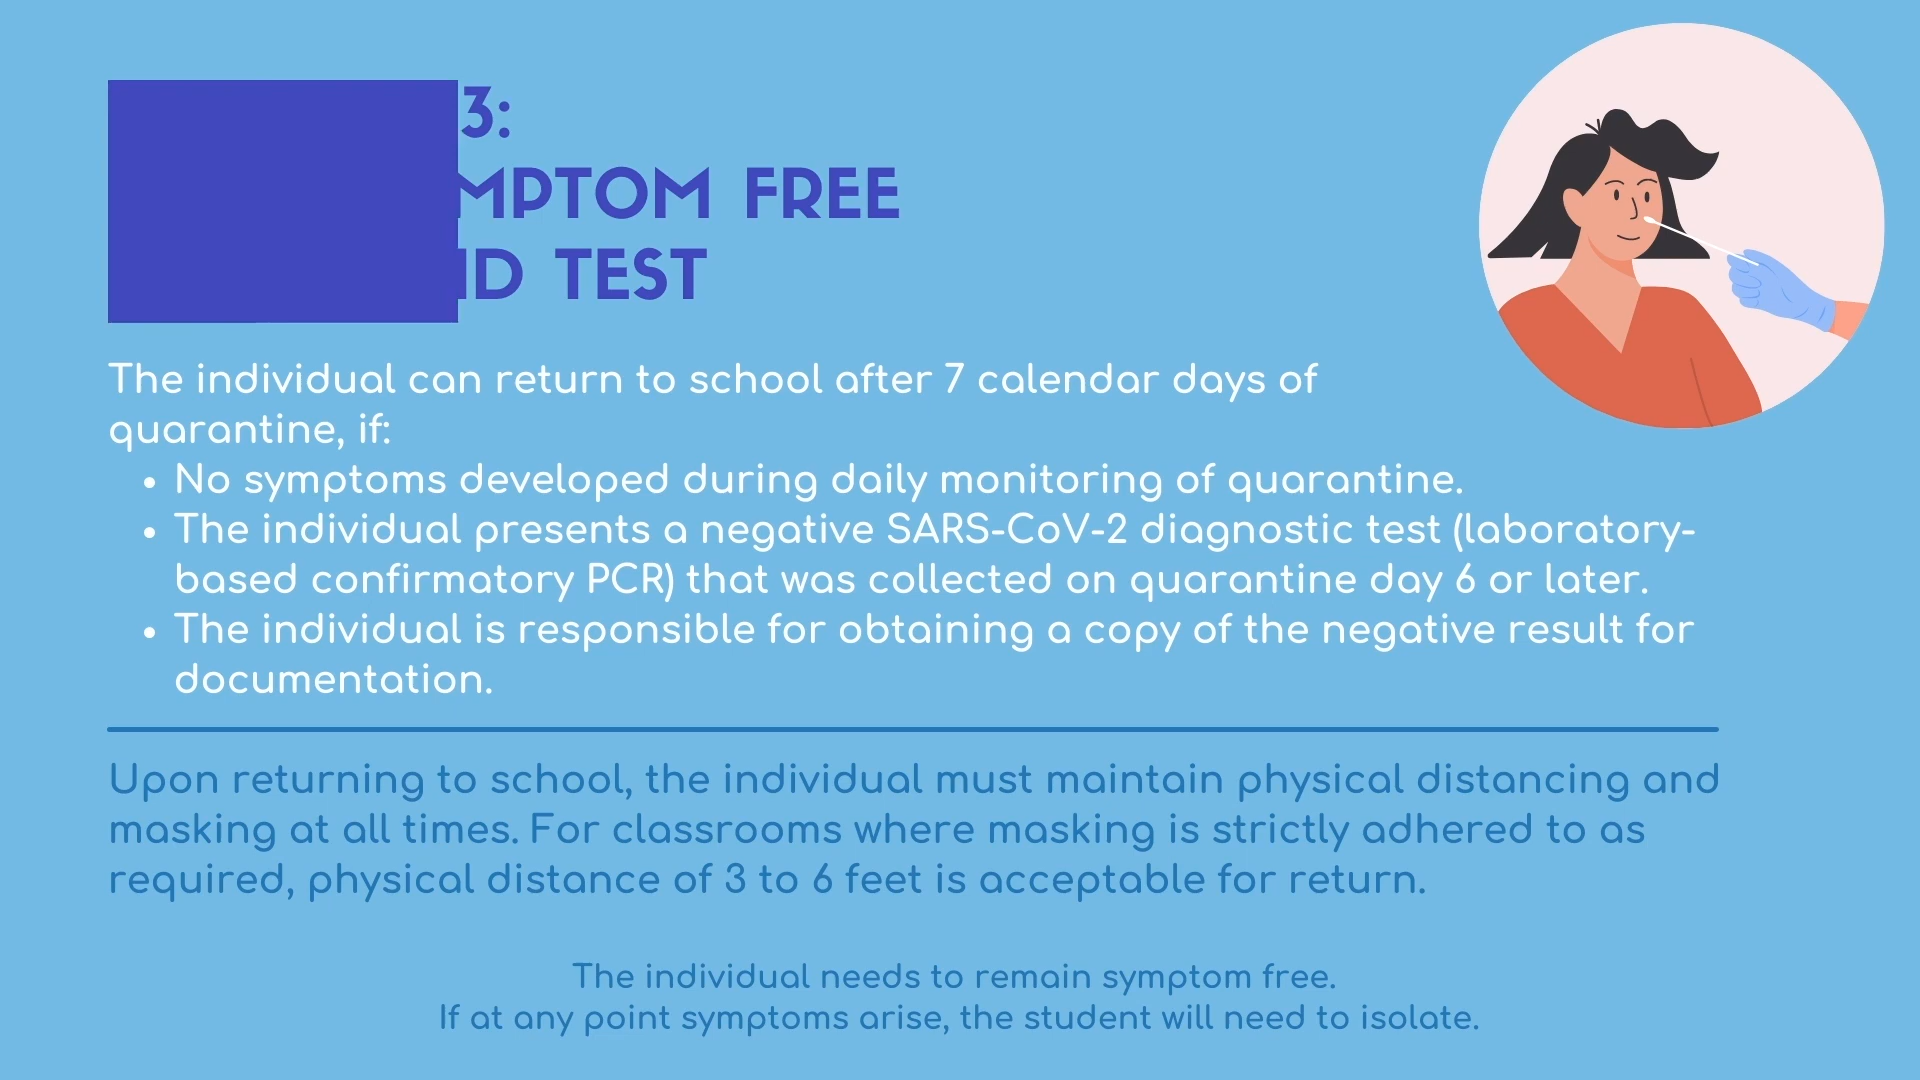 3:
MPTOM FREE
D TEST
The individual can return to school after 7 calendar days of
quarantine, if:
• No symptoms developed during daily monitoring of quarantine.
• The individual presents a negative SARS-CoV-2 diagnostic test (laboratory-
based confirmatory PCR) that was collected on quarantine day 6 or later.
• The individual is responsible for obtaining a copy of the negative result for
documentation.
Upon returning to school, the individual must maintain physical distancing and
masking at all times. For classrooms where masking is strictly adhered to as
required, physical distance of 3 to 6 feet is acceptable for return.
The individual needs to remain symptom free.
If at any point symptoms arise, the student will need to isolate.